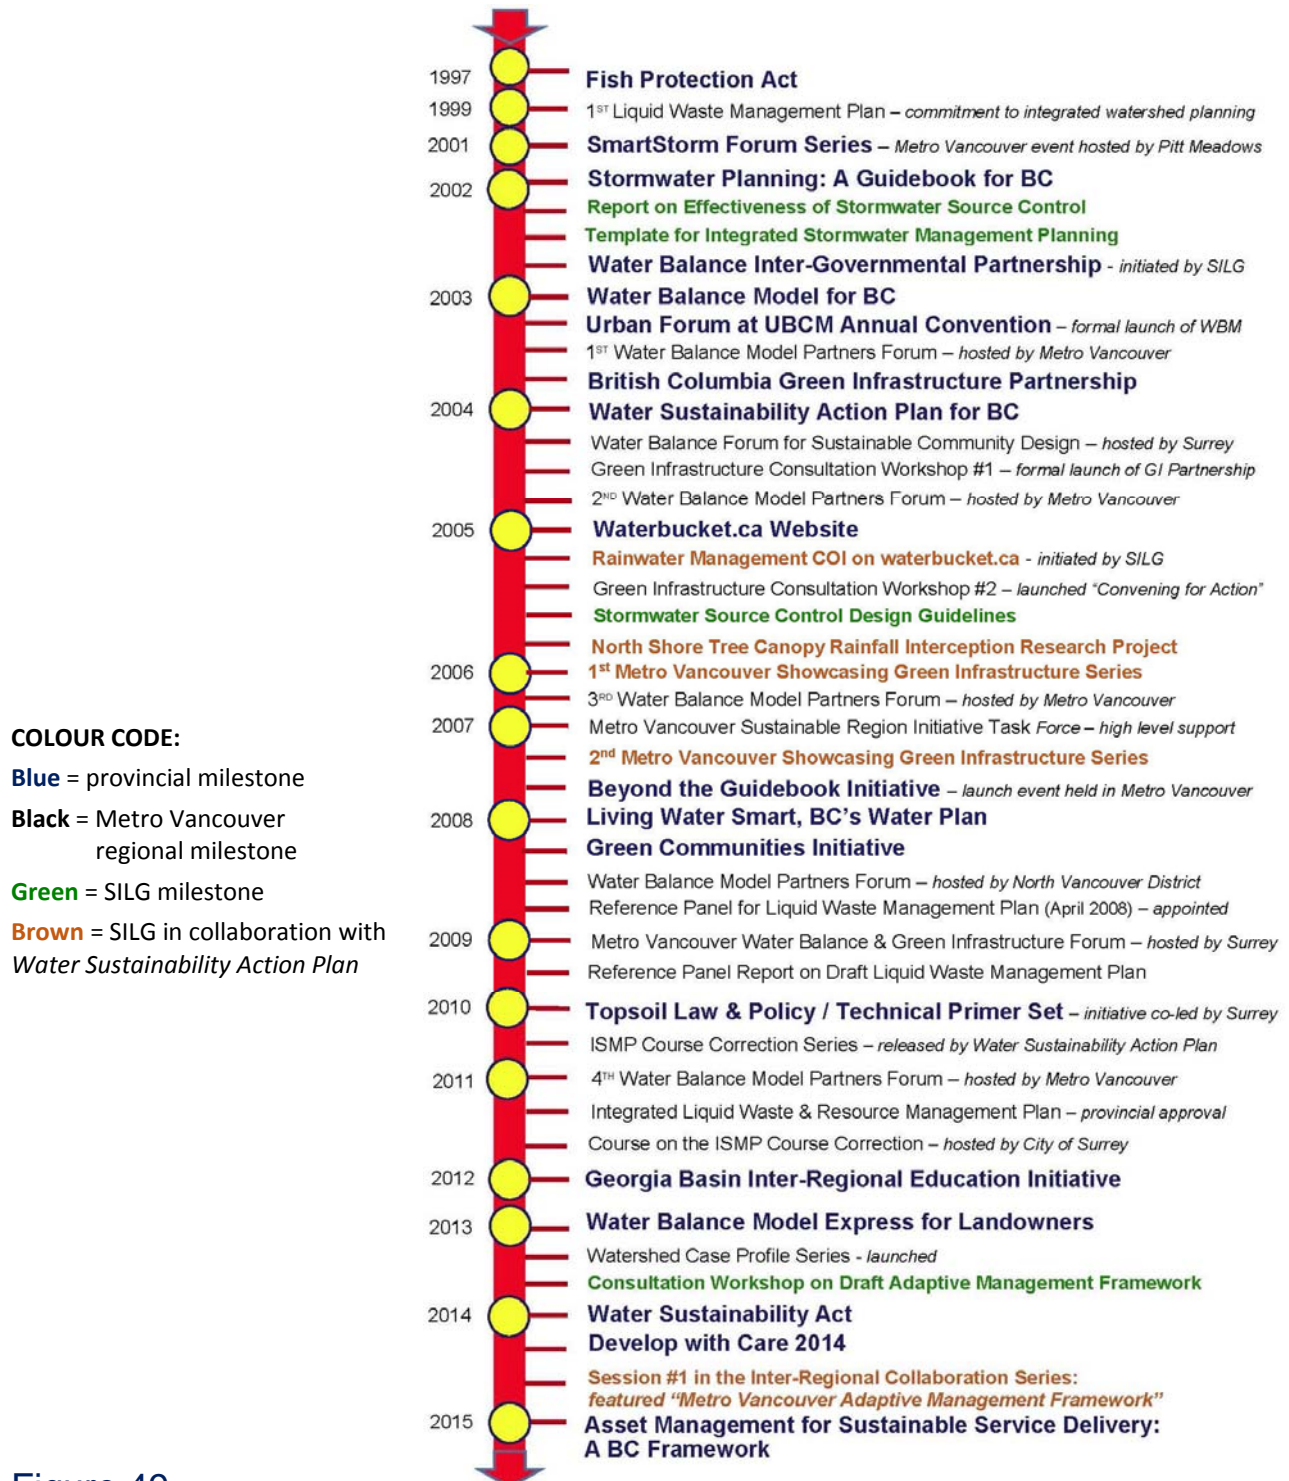 1997 Fish Protection Act
1999 1ST Liquid Waste Management Plan – commitment to integrated watershed planning
2001 SmartStorm Forum Series – Metro Vancouver event hosted by Pitt Meadows
2002 Stormwater Planning: A Guidebook for BC
Report on Effectiveness of Stormwater Source Control
Template for Integrated Stormwater Management Planning
Water Balance Inter-Governmental Partnership - initiated by SILG
2003 Water Balance Model for BC
Urban Forum at UBCM Annual Convention – formal launch of WBM
1ST Water Balance Model Partners Forum – hosted by Metro Vancouver
British Columbia Green Infrastructure Partnership
2004 Water Sustainability Action Plan for BC
Water Balance Forum for Sustainable Community Design – hosted by Surrey
Green Infrastructure Consultation Workshop #1 – formal launch of GI Partnership
2ND Water Balance Model Partners Forum – hosted by Metro Vancouver
2005 Waterbucket.ca Website
Rainwater Management COI on waterbucket.ca - initiated by SILG
Green Infrastructure Consultation Workshop #2 – launched “Convening for Action”
Stormwater Source Control Design Guidelines
North Shore Tree Canopy Rainfall Interception Research Project
2006 1st Metro Vancouver Showcasing Green Infrastructure Series
3RD Water Balance Model Partners Forum – hosted by Metro Vancouver
2007 Metro Vancouver Sustainable Region Initiative Task Force – high level support
2nd Metro Vancouver Showcasing Green Infrastructure Series
Beyond the Guidebook Initiative – launch event held in Metro Vancouver
2008 Living Water Smart, BC’s Water Plan
Green Communities Initiative
Water Balance Model Partners Forum – hosted by North Vancouver District
Reference Panel for Liquid Waste Management Plan (April 2008) – appointed
2009 Metro Vancouver Water Balance & Green Infrastructure Forum – hosted by Surrey
Reference Panel Report on Draft Liquid Waste Management Plan
2010 Topsoil Law & Policy / Technical Primer Set – initiative co-led by Surrey
ISMP Course Correction Series – released by Water Sustainability Action Plan
2011 4TH Water Balance Model Partners Forum – hosted by Metro Vancouver
Integrated Liquid Waste & Resource Management Plan – provincial approval
Course on the ISMP Course Correction – hosted by City of Surrey
2012 Georgia Basin Inter-Regional Education Initiative
2013 Water Balance Model Express for Landowners
Watershed Case Profile Series - launched
Consultation Workshop on Draft Adaptive Management Framework
2014 Water Sustainability Act
Develop with Care 2014
Session #1 in the Inter-Regional Collaboration Series:
featured “Metro Vancouver Adaptive Management Framework”
2015 Asset Management for Sustainable Service Delivery:
A BC Framework
COLOUR CODE:
Blue = provincial milestone
Black = Metro Vancouver
regional milestone
Green = SILG milestone
Brown = SILG in collaboration with
Water Sustainability Action Plan
Figure 49